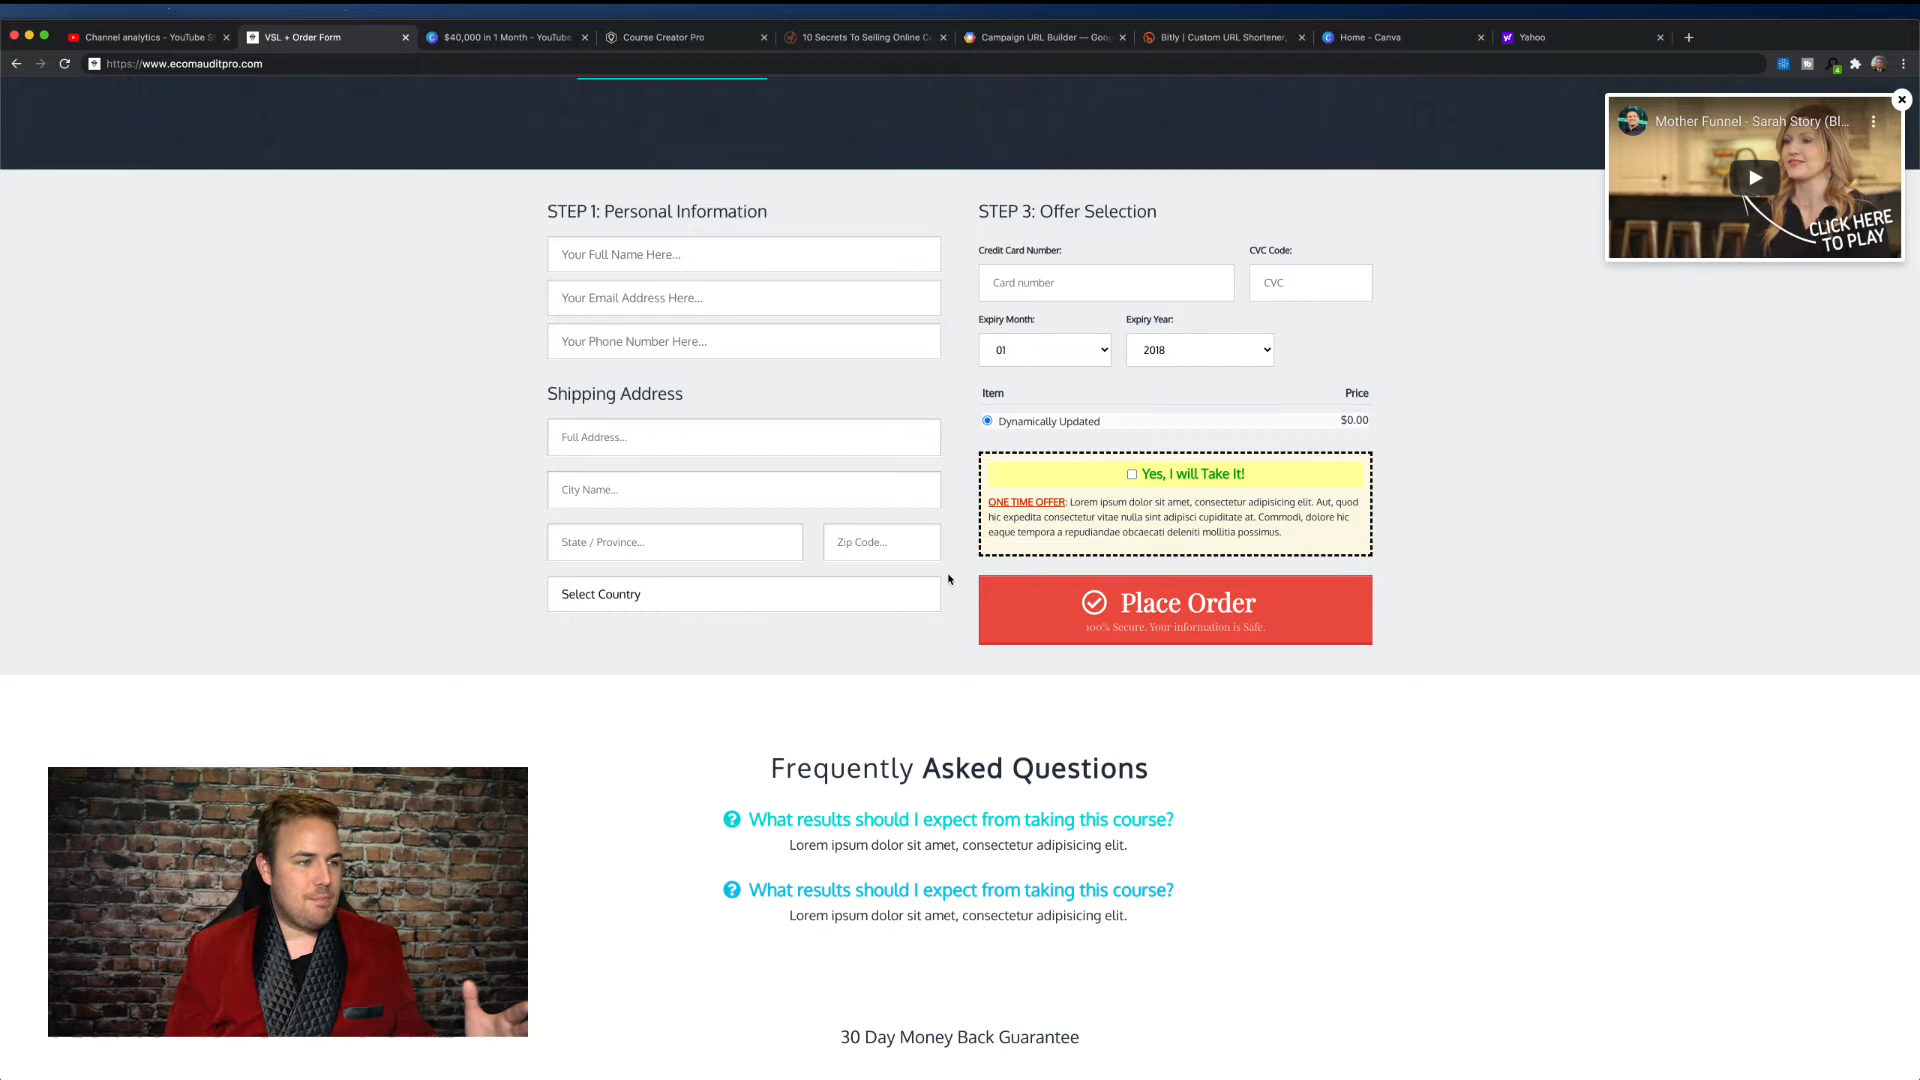 Channel analytics - YouTube S
VSL + Order Form
$40,000 in 1 Month - YouTube
Course Creator Pro
10 Secrets To Selling Online C
Campaign URL Builder — Goo
Bitly | Custom URL Shortener,
Home - Canva
Yahoo
https://www.ecomauditpro.com
Mother Funnel - Sarah Story (Bl...
CLICK HERE
TO PLAY
STEP 1: Personal Information
Your Full Name Here...
Your Email Address Here...
Your Phone Number Here...
Shipping Address
Full Address...
City Name...
State / Province...
Zip Code...
Select Country
STEP 3: Offer Selection
Credit Card Number:
CVC Code:
Card number
CVC
Expiry Month:
Expiry Year:
01
2018
Item
Price
Dynamically Updated
$0.00
Yes, I will Take It!
ONE TIME OFFER: Lorem ipsum dolor sit amet, consectetur adipisicing elit. Aut, quod
hic expedita consectetur vitae nulla sint adipisci cupiditate at. Commodi, dolore hic
eaque tempora a repudiandae obcaecati deleniti mollitia possimus.
Place Order
100% Secure. Your information is Safe.
Frequently Asked Questions
What results should I expect from taking this course?
Lorem ipsum dolor sit amet, consectetur adipisicing elit.
What results should I expect from taking this course?
Lorem ipsum dolor sit amet, consectetur adipisicing elit.
30 Day Money Back Guarantee